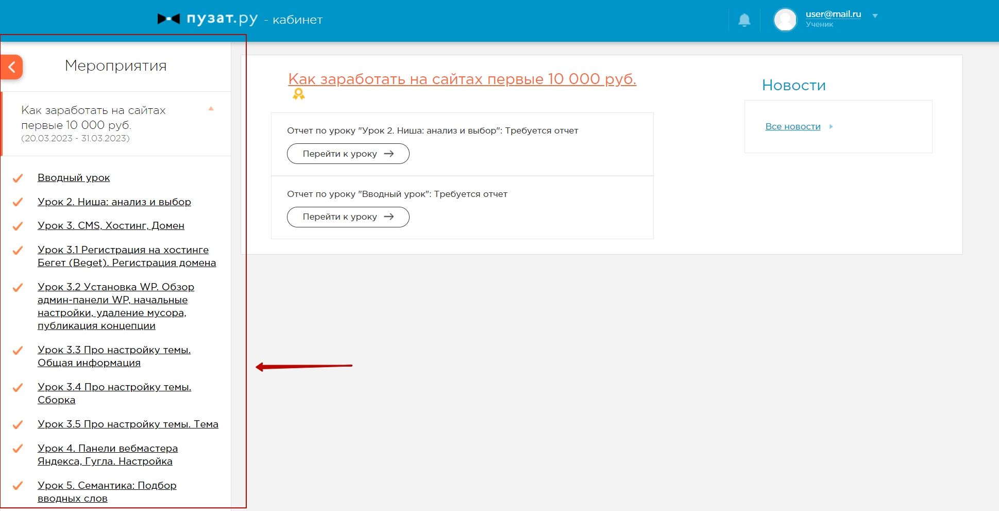 пузат.ру - кабинет
user@mail.ru
Ученик
Мероприятия
Как заработать на сайтах
первые 10 000 руб.
(20.03.2023 - 31.03.2023)
Вводный урок
Урок 2. Ниша: анализ и выбор
Урок 3. CMS, Хостинг, Домен
Урок 3.1 Регистрация на хостинге
Бегет (Beget). Регистрация домена
Урок 3.2 Установка WP. Обзор
админ-панели WP, начальные
настройки, удаление мусора,
публикация концепции
Урок 3.3 Про настройку темы.
Общая информация
Урок 3.4 Про настройку темы.
Сборка
Урок 3.5 Про настройку темы. Тема
Урок 4. Панели вебмастера
Яндекса, Гугла. Настройка
Урок 5. Семантика: Подбор
вводных слов
Как заработать на сайтах первые 10 000 руб.
Отчет по уроку "Урок 2. Ниша: анализ и выбор": Требуется отчет
Перейти к уроку
Отчет по уроку "Вводный урок": Требуется отчет
Перейти к уроку
Новости
Все новости